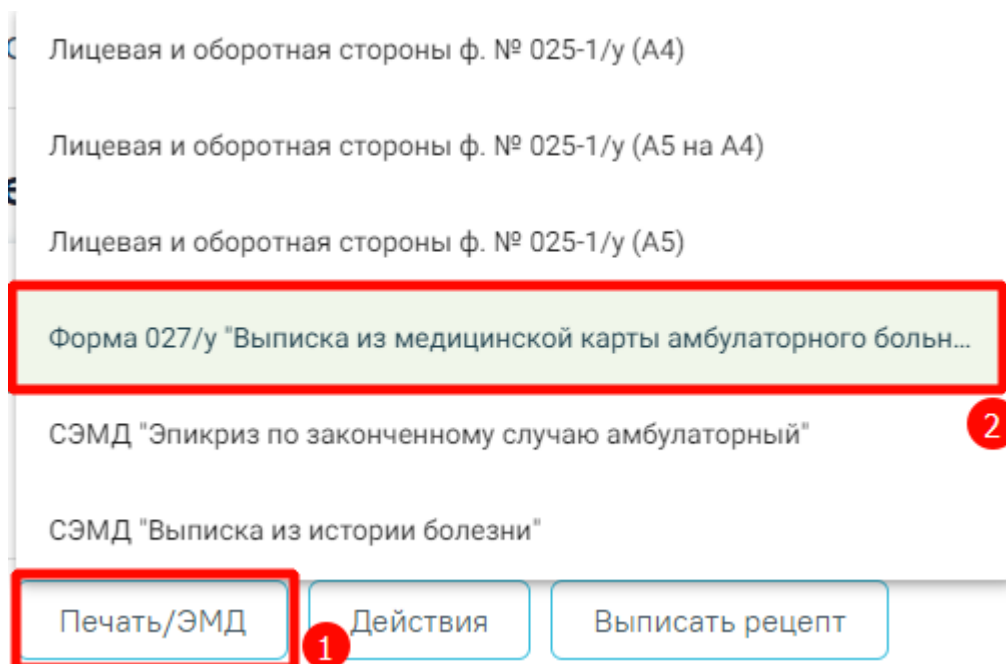 Лицевая и оборотная стороны ф. № 025-1/у (А4)
Лицевая и оборотная стороны ф. № 025-1/у (А5 на А4)
Лицевая и оборотная стороны ф. № 025-1/у (А5)
Форма 027/у "Выписка из медицинской карты амбулаторного больн...
2
СЭМД "Эпикриз по законченному случаю амбулаторный"
СЭМД "Выписка из истории болезни"
Печать/ЭМД
1
Действия
Выписать рецепт